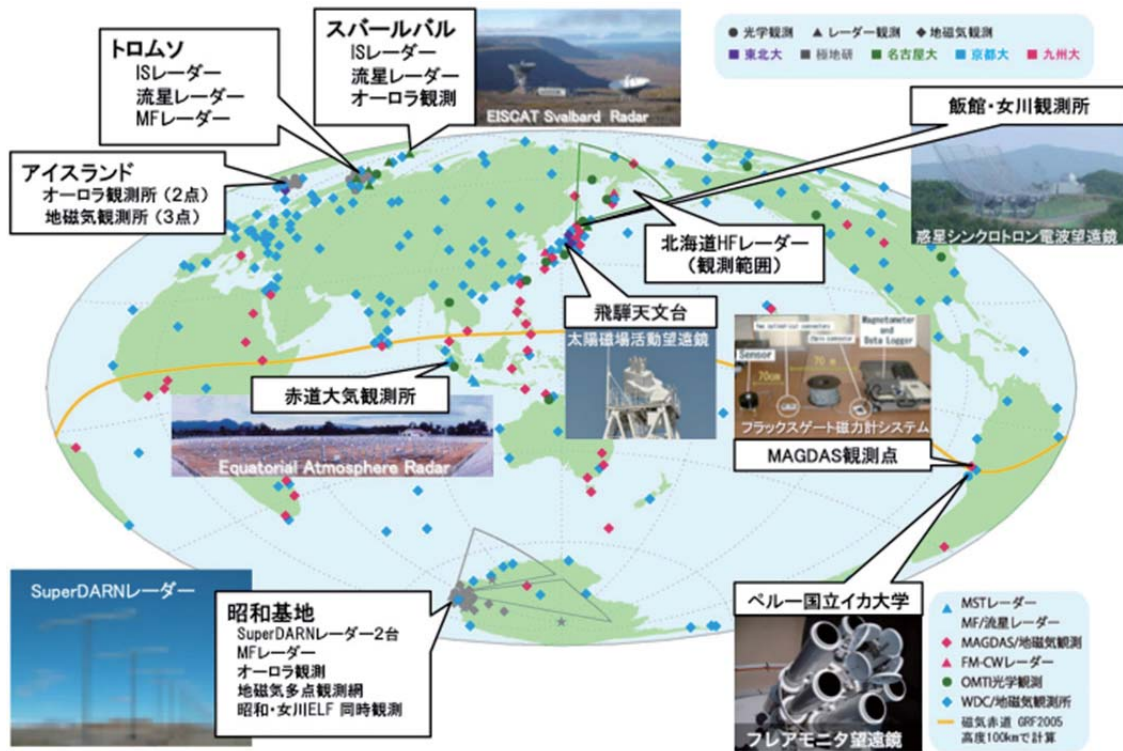 スバールバル
ISレーダー
流星レーダー
オーロラ観測
EISCAT Svalbard Radar
トロムソ
ISレーダー
流星レーダー
MFレーダー
アイスランド
オーロラ観測所(2点)
地磁気観測所(3点)
光学観測 レーダー観測 地磁気観測
東北大 極地研 名古屋大 京都大 九州大
飯館・女川観測所
惑星シンクロトロン電波望遠鏡
北海道HFレーダー
(観測範囲)
飛騨天文台
太陽磁場活動望遠鏡
赤道大気観測所
Equatorial Atmosphere Radar
Magnetometer
and
Data Logger
Sensor
70 m
70cm
フラックスゲート磁力計システム
MAGDAS観測点
SuperDARNレーダー
昭和基地
SuperDARNレーダー2台
MFレーダー
オーロラ観測
地磁気多点観測網
昭和・女川ELF 同時観測
ペルー国立イカ大学
フレアモニタ望遠鏡
MSTレーダー
MF/流星レーダー
MAGDAS/地磁気観測
FM-CWレーダー
OMTI光学観測
WDC/地磁気観測所
磁気赤道 GRF2005
高度100kmで計算